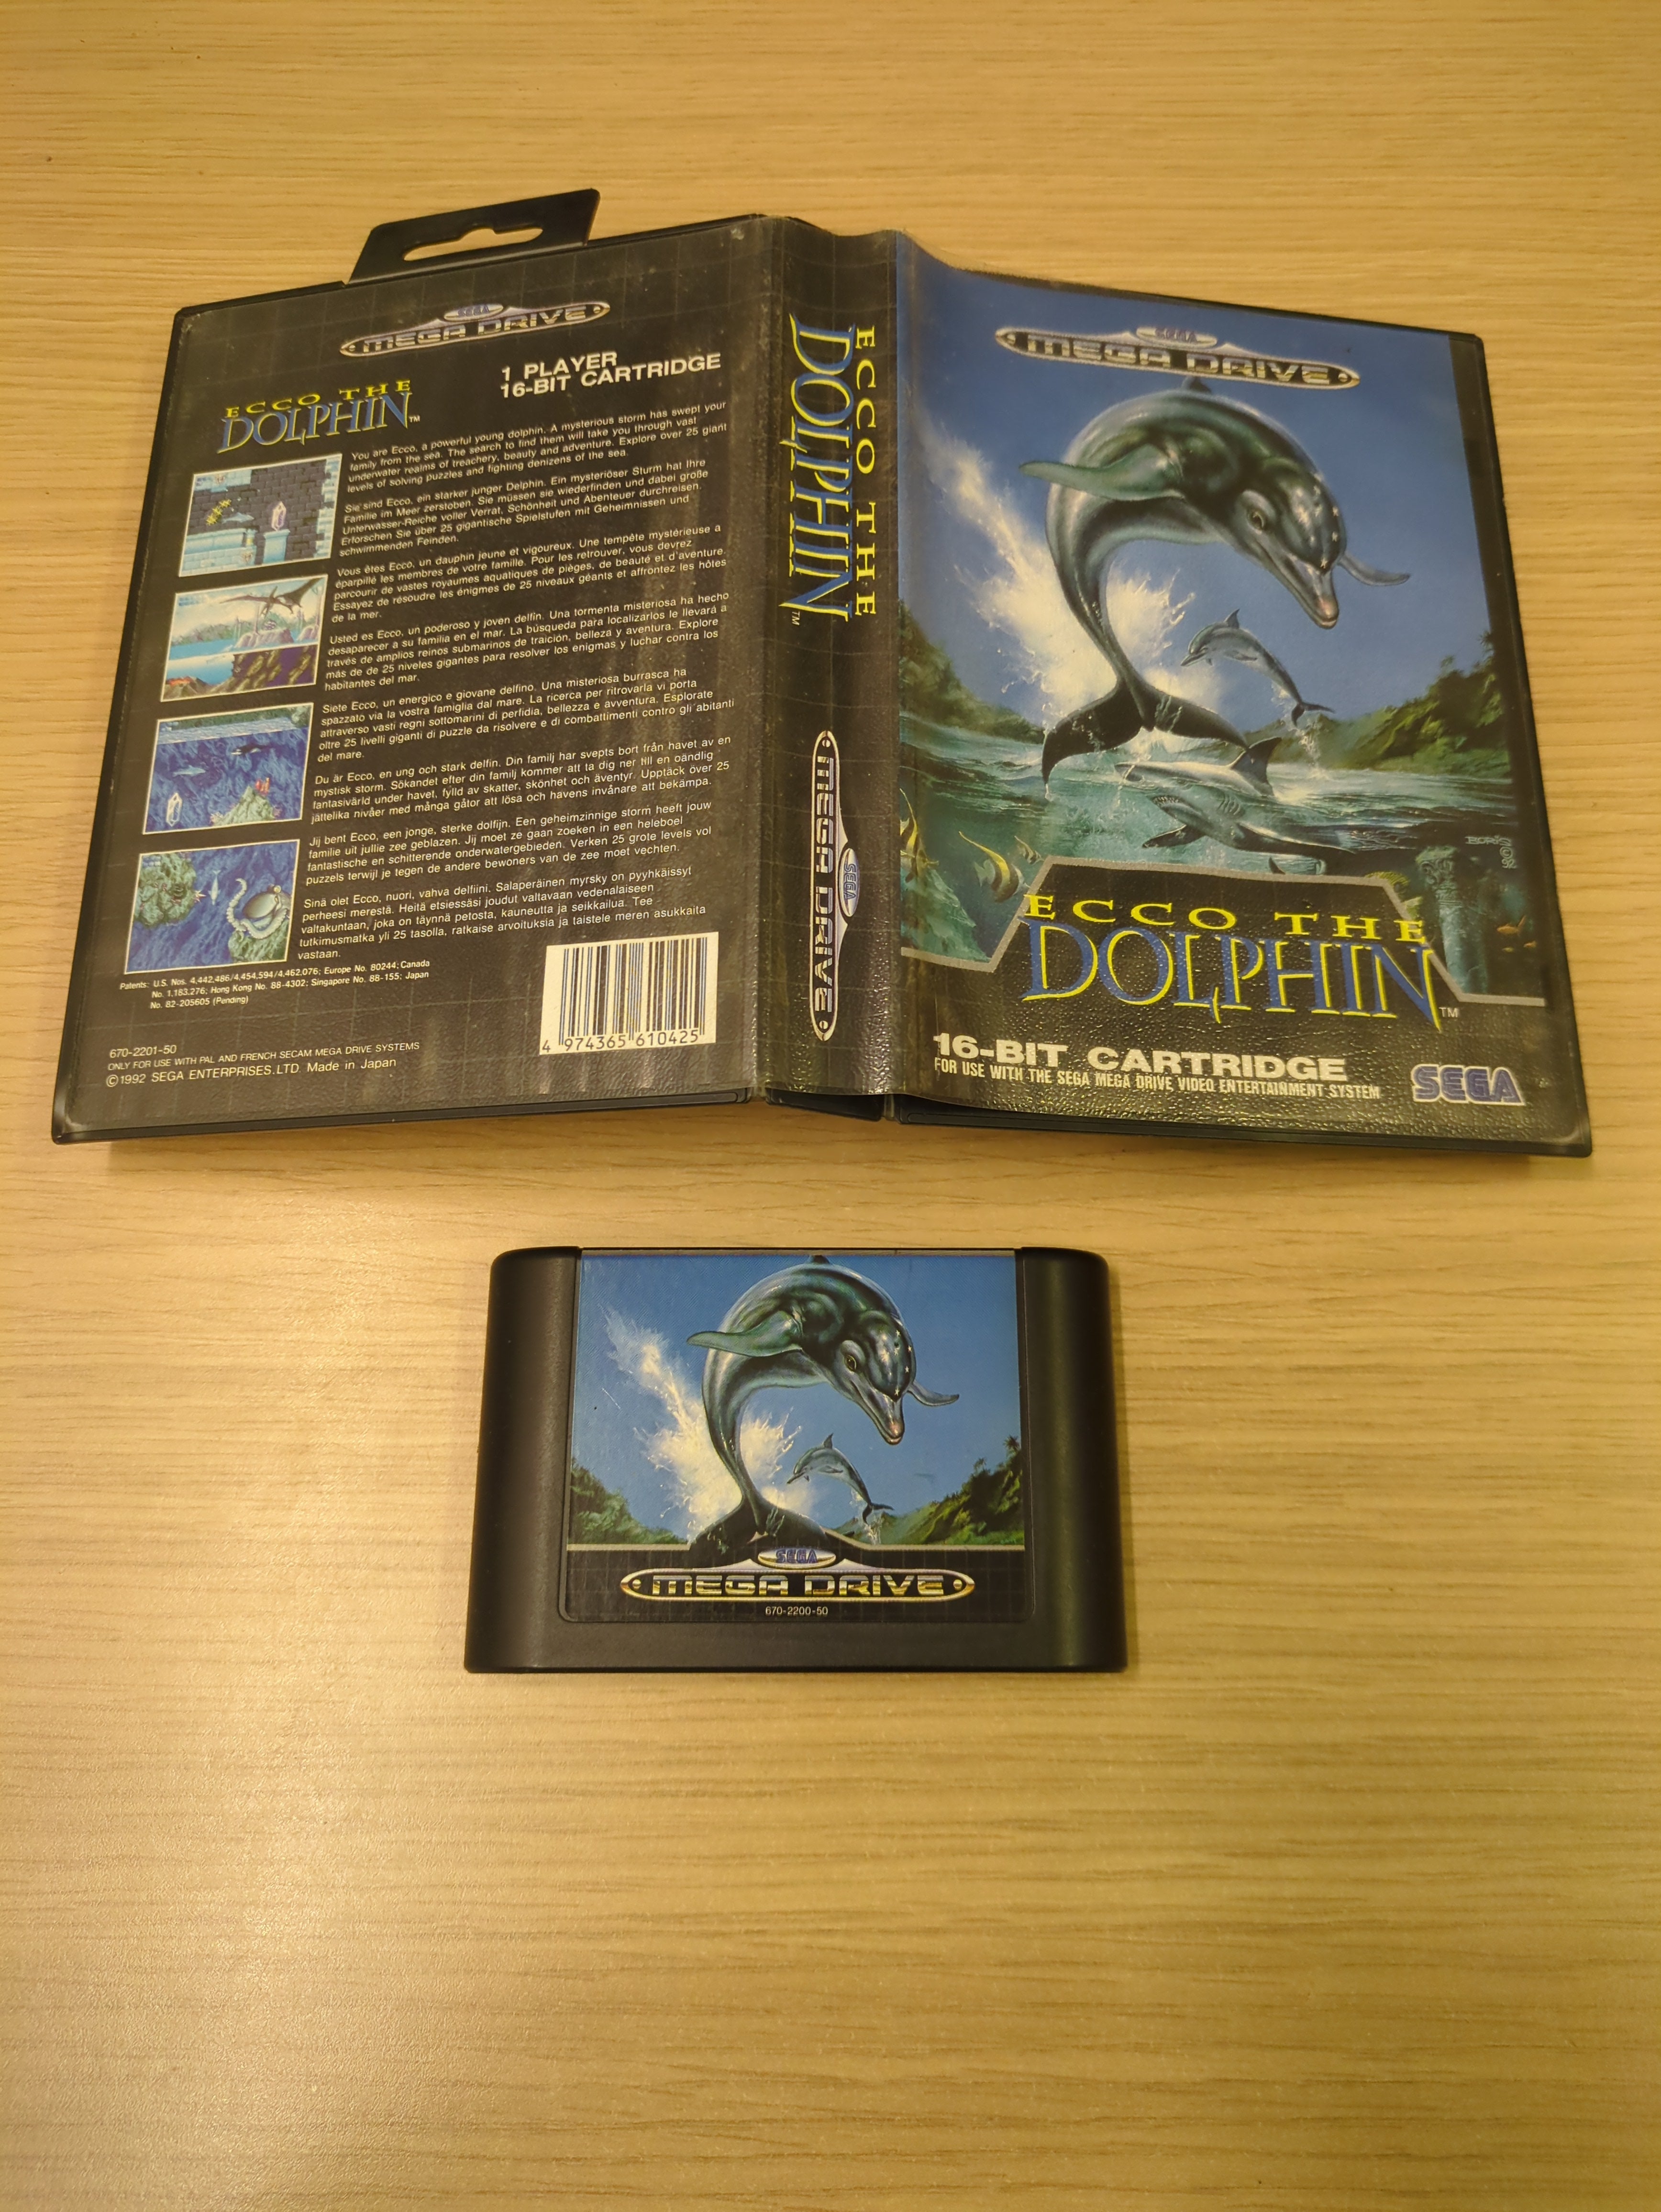 SEGA
MEGA DRIVE
1 PLAYER
16-BIT CARTRIDGE
ECCO THE
DOLPHIN™
You are Ecco, a powerful young dolphin. A mysterious storm has swept your
family from the sea. The search to find them will take you through vast
underwater realms of treachery, beauty and adventure. Explore over 25 giant
levels of solving puzzles and fighting denizens of the sea.
Sie sind Ecco, ein starker junger Delphin. Ein mysteriöser Sturm hat Ihre
Familie im Meer zerstoben. Sie müssen sie wiederfinden und dabei große
Unterwasser-Reiche voller Verrat, Schönheit und Abenteuer durchreisen.
Erforschen Sie über 25 gigantische Spielstufen mit Geheimnissen und
schwimmenden Feinden.
Vous êtes Ecco, un dauphin jeune et vigoureux. Une tempête mystérieuse a
éparpillé les membres de votre famille. Pour les retrouver, vous devrez
parcourir de vastes royaumes aquatiques de pièges, de beauté et d'aventure.
Essayez de résoudre les énigmes de 25 niveaux géants et affrontez les hôtes
de la mer.
Usted es Ecco, un poderoso y joven delfin. Una tormenta misteriosa ha hecho
desaparecer a su familia en el mar. La búsqueda para localizarlos le llevará a
través de amplios reinos submarinos de traición, belleza y aventura. Explore
más de de 25 niveles gigantes para resolver los enigmas y luchar contra los
habitantes del mar.
Siete Ecco, un energico e giovane delfino. Una misteriosa burrasca ha
spazzato via la vostra famiglia dal mare. La ricerca per ritrovarla vi porta
attraverso vasti regni sottomarini di perfidia, bellezza e avventura. Esplorate
oltre 25 livelli giganti di puzzle da risolvere e di combattimenti contro gli abitanti
del mare.
Du är Ecco, en ung och stark delfin. Din familj har svepts bort från havet av en
mystisk storm. Sökandet efter din familj kommer att ta dig ner till en oändlig
fantasivärld under havet, fylld av skatter, skönhet och äventyr. Upptäck över 25
jättelika nivåer med många gåtor att lösa och havens invånare att bekämpa.
Jij bent Ecco, een jonge, sterke dolfijn. Een geheimzinnige storm heeft jouw
familie uit jullie zee geblazen. Jij moet ze gaan zoeken in een heleboel
fantastische en schitterende onderwatergebieden. Verken 25 grote levels vol
puzzels terwijl je tegen de andere bewoners van de zee moet vechten.
Sinä olet Ecco, nuori, vahva delfiini. Salaperäinen myrsky on pyyhkäissyt
perheesi merestä. Heitä etsiessäsi joudut valtavaan vedenalaiseen
valtakuntaan, joka on täynnä petosta, kauneutta ja seikkailua. Tee
tutkimusmatka yli 25 tasolla, ratkaise arvoituksia ja taistele meren asukkaita
vastaan.
Patents: U.S. Nos. 4,442,486/4,454,594/4,462,076; Europe No. 80244; Canada
No. 1,183,276; Hong Kong No. 88-4302; Singapore No. 88-155; Japan
No. 82-205605 (Pending)
670-2201-50
ONLY FOR USE WITH PAL AND FRENCH SECAM MEGA DRIVE SYSTEMS
©1992 SEGA ENTERPRISES.LTD. Made in Japan
4 974365 610425
ECCO THE
DOLPHIN™
SEGA
MEGA DRIVE
SEGA
MEGA DRIVE
BORIS
ECCO THE
DOLPHIN™
16-BIT CARTRIDGE
FOR USE WITH THE SEGA MEGA DRIVE VIDEO ENTERTAINMENT SYSTEM
SEGA
SEGA
MEGA DRIVE
670-2200-50